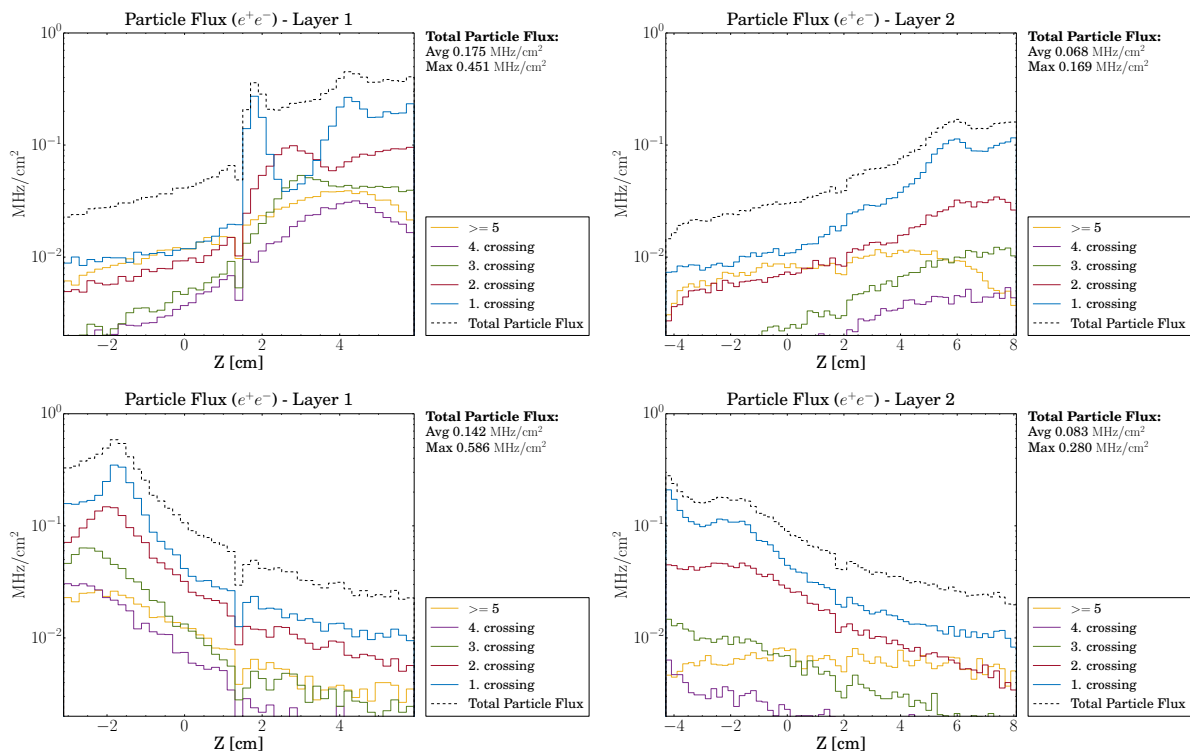 Particle Flux (e⁺e⁻) - Layer 1
Total Particle Flux:
Avg 0.175 MHz/cm²
Max 0.451 MHz/cm²
10⁰
10⁻¹
10⁻²
MHz/cm²
>= 5
4. crossing
3. crossing
2. crossing
1. crossing
Total Particle Flux
−2 0 2 4
Z [cm]
Particle Flux (e⁺e⁻) - Layer 2
Total Particle Flux:
Avg 0.068 MHz/cm²
Max 0.169 MHz/cm²
10⁰
10⁻¹
10⁻²
MHz/cm²
>= 5
4. crossing
3. crossing
2. crossing
1. crossing
Total Particle Flux
−4 −2 0 2 4 6 8
Z [cm]
Particle Flux (e⁺e⁻) - Layer 1
Total Particle Flux:
Avg 0.142 MHz/cm²
Max 0.586 MHz/cm²
10⁰
10⁻¹
10⁻²
MHz/cm²
>= 5
4. crossing
3. crossing
2. crossing
1. crossing
Total Particle Flux
−2 0 2 4
Z [cm]
Particle Flux (e⁺e⁻) - Layer 2
Total Particle Flux:
Avg 0.083 MHz/cm²
Max 0.280 MHz/cm²
10⁰
10⁻¹
10⁻²
MHz/cm²
>= 5
4. crossing
3. crossing
2. crossing
1. crossing
Total Particle Flux
−4 −2 0 2 4 6 8
Z [cm]